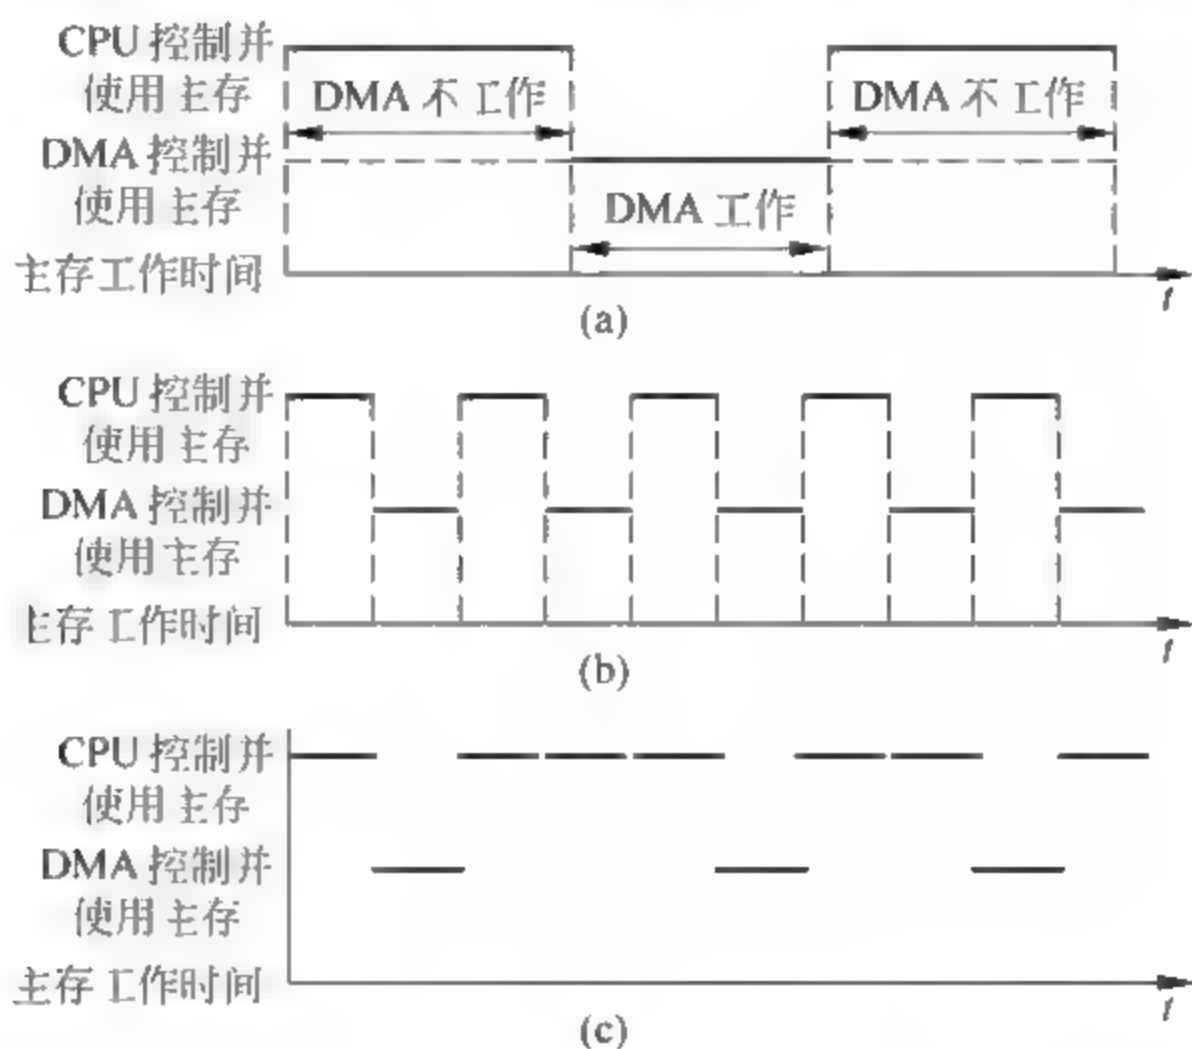 CPU 控制并
使用主存
DMA 不工作
DMA 不工作
DMA 控制并
使用主存
DMA 工作
主存工作时间
t
(a)
CPU 控制并
使用主存
DMA 控制并
使用主存
主存工作时间
t
(b)
CPU 控制并
使用主存
DMA 控制并
使用主存
主存工作时间
t
(c)